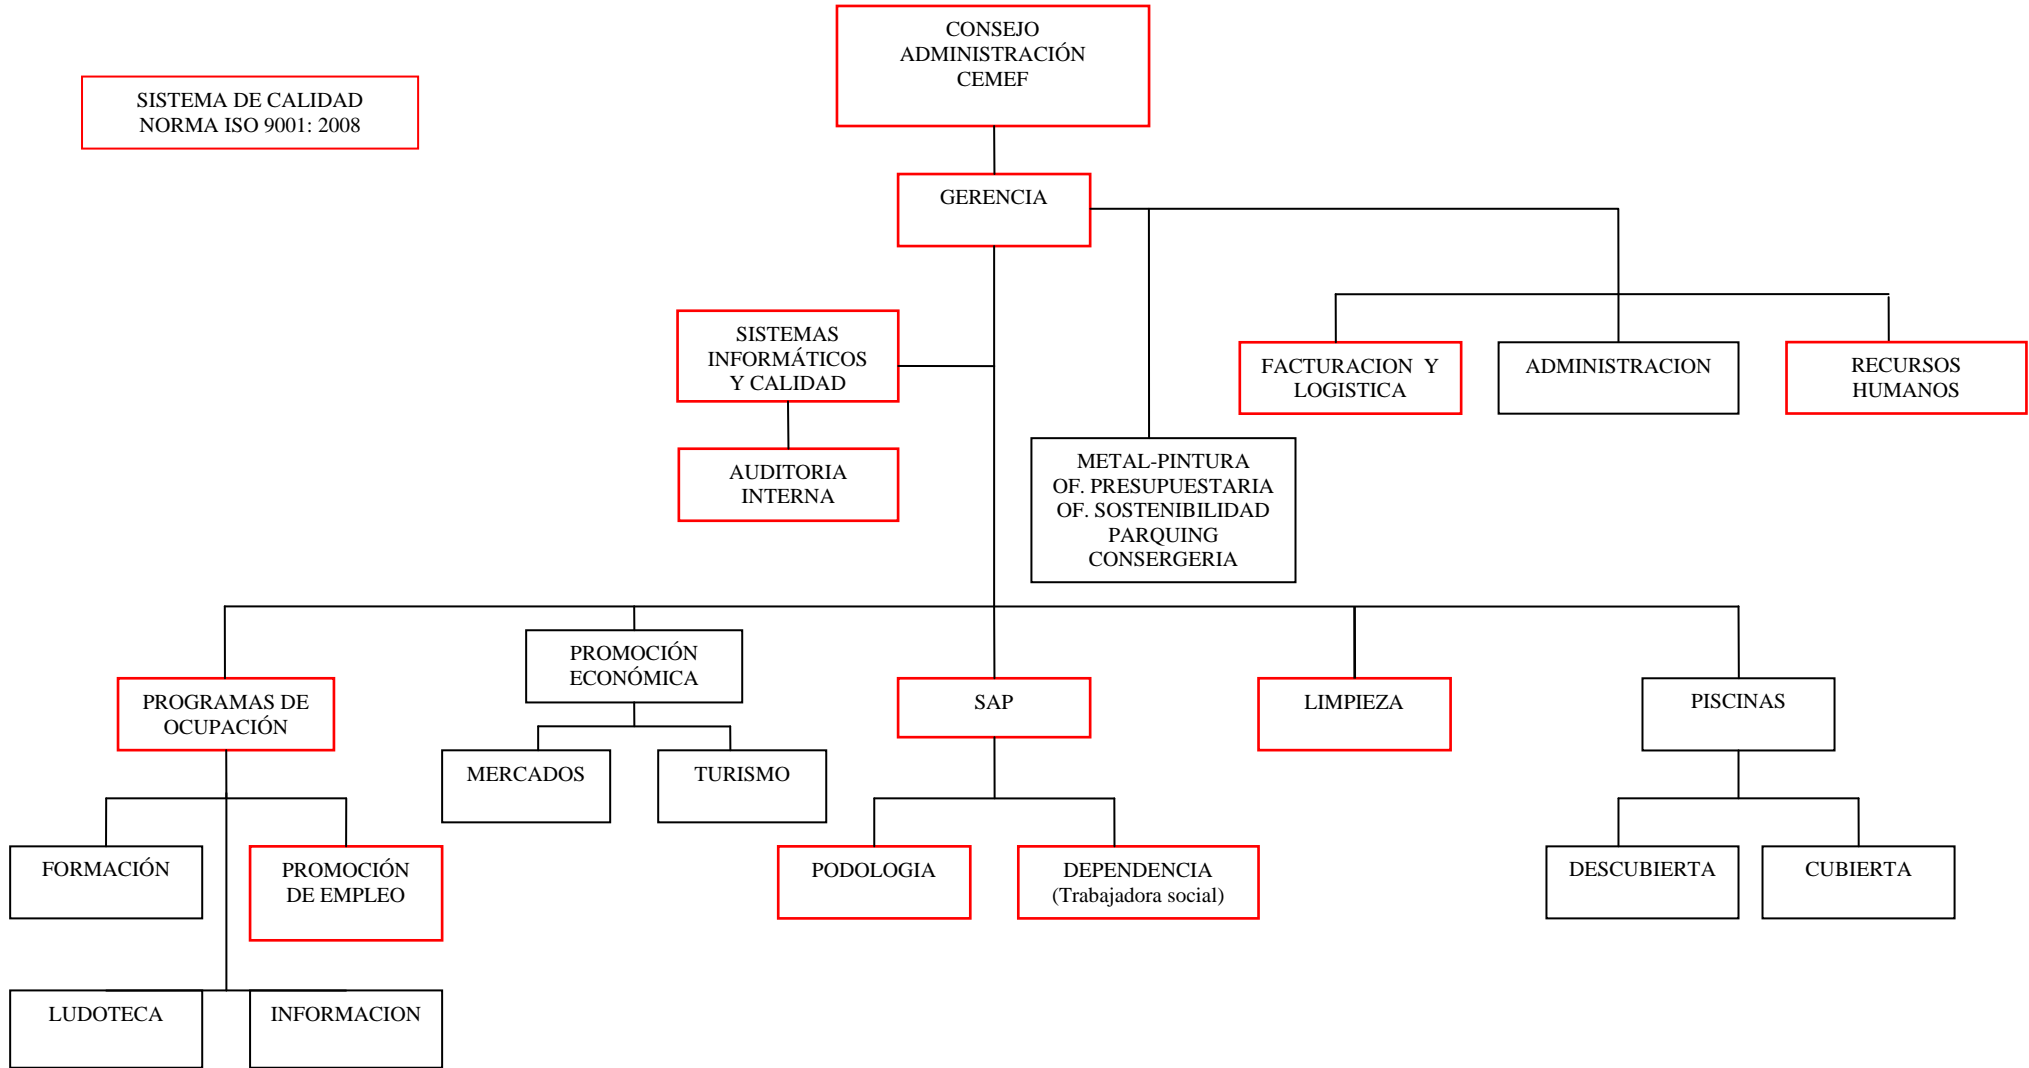 CONSEJO
ADMINISTRACIÓN
CEMEF
SISTEMA DE CALIDAD
NORMA ISO 9001: 2008
GERENCIA
SISTEMAS
INFORMÁTICOS
Y CALIDAD
FACTURACION Y
LOGISTICA
ADMINISTRACION
RECURSOS
HUMANOS
AUDITORIA
INTERNA
METAL-PINTURA
OF. PRESUPUESTARIA
OF. SOSTENIBILIDAD
PARQUING
CONSERGERIA
PROMOCIÓN
ECONÓMICA
PROGRAMAS DE
OCUPACIÓN
SAP
LIMPIEZA
PISCINAS
MERCADOS
TURISMO
FORMACIÓN
PROMOCIÓN
DE EMPLEO
PODOLOGIA
DEPENDENCIA
(Trabajadora social)
DESCUBIERTA
CUBIERTA
LUDOTECA
INFORMACION